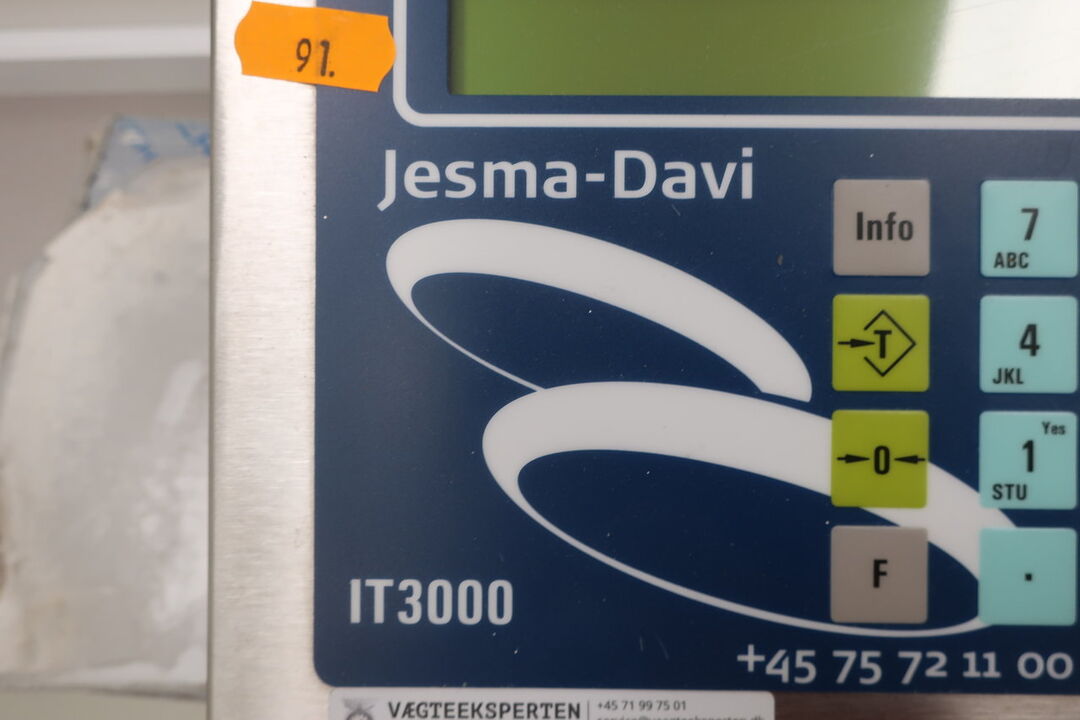 91.
Jesma-Davi
Info
7
ABC
T
4
JKL
0
Yes
1
STU
F
.
IT3000
+45 75 72 11 00
VÆGTEEKSPERTEN
+45 71 99 75 01